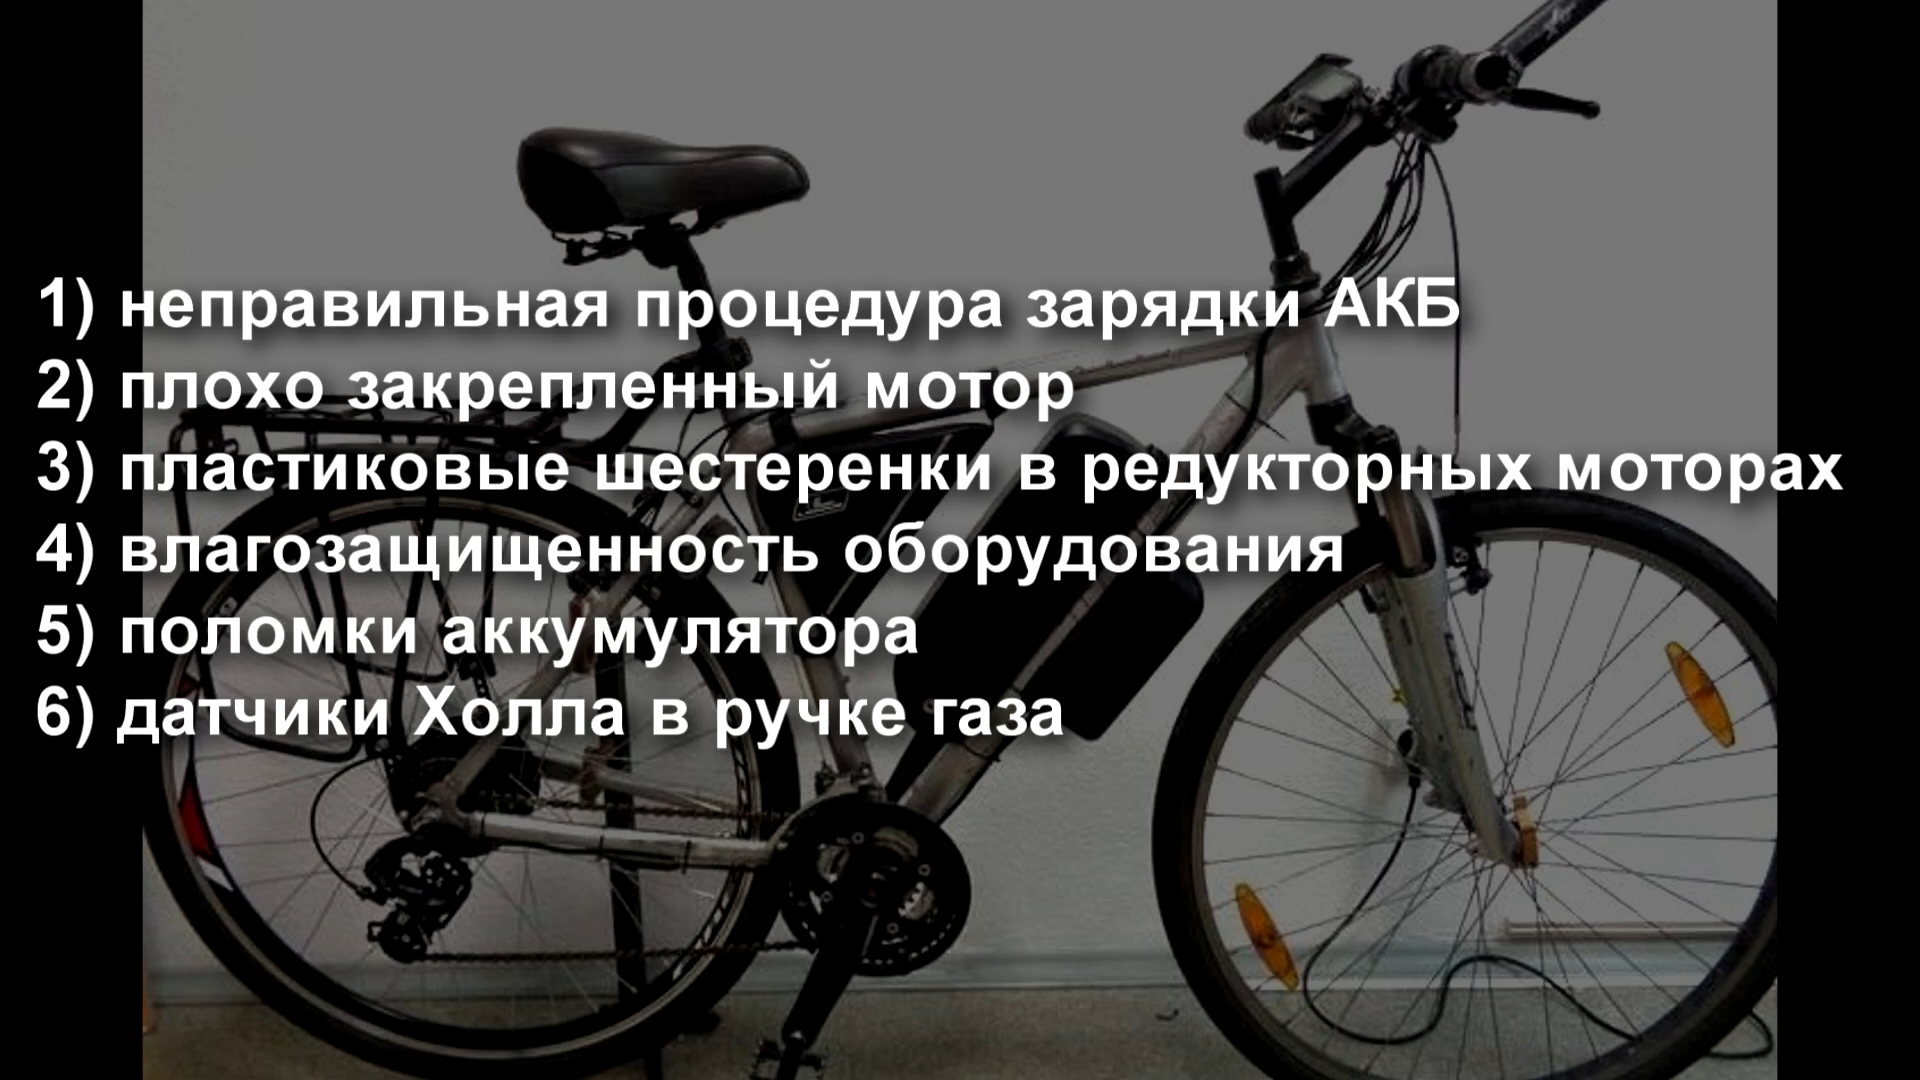 1) неправильная процедура зарядки АКБ
2) плохо закрепленный мотор
3) пластиковые шестеренки в редукторных моторах
4) влагозащищенность оборудования
5) поломки аккумулятора
6) датчики Холла в ручке газа